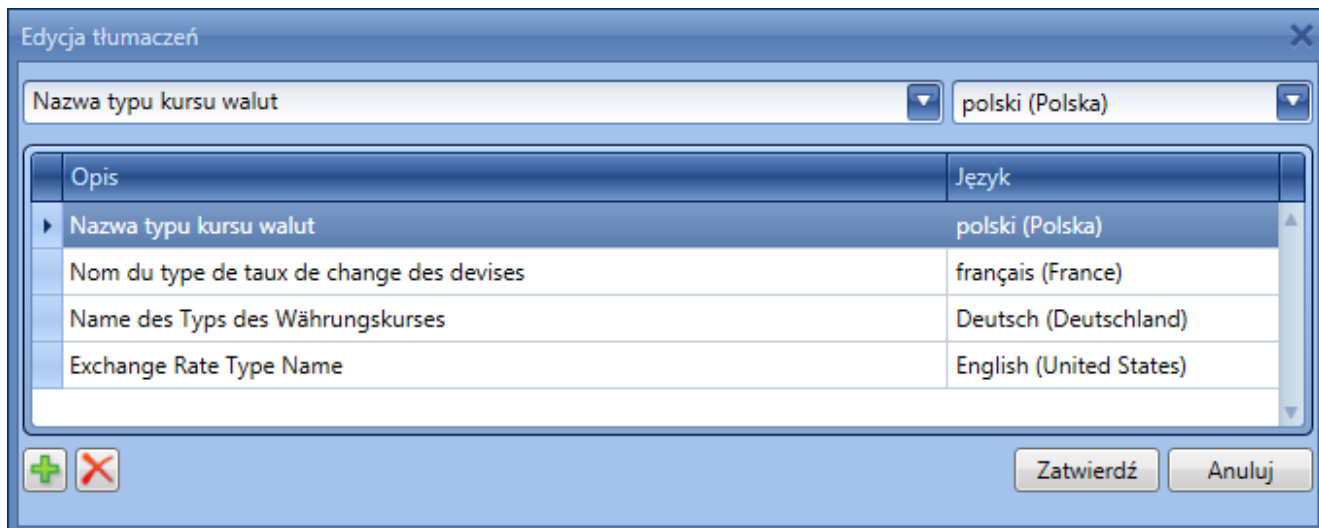 Edycja tłumaczeń
Nazwa typu kursu walut polski (Polska)
Opis Język
Nazwa typu kursu walut polski (Polska)
Nom du type de taux de change des devises français (France)
Name des Typs des Währungskurses Deutsch (Deutschland)
Exchange Rate Type Name English (United States)
Zatwierdź Anuluj